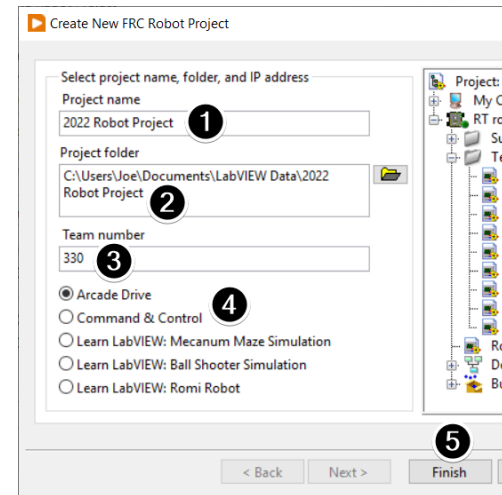 Create New FRC Robot Project
Select project name, folder, and IP address
Project name
2022 Robot Project
1
Project folder
C:\Users\Joe\Documents\LabVIEW Data\2022
Robot Project
2
Team number
330
3
Arcade Drive
4
Command & Control
Learn LabVIEW: Mecanum Maze Simulation
Learn LabVIEW: Ball Shooter Simulation
Learn LabVIEW: Romi Robot
Project:
My
RT
5
< Back
Next >
Finish